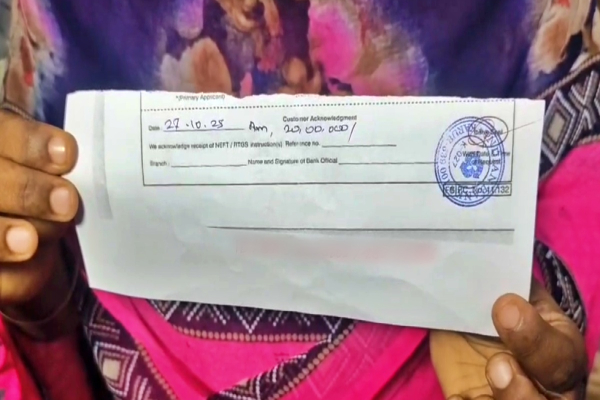 *(Primary Applicant)
Customer Acknowledgment
Date 27.10.25 Am, 20,00,000/
We acknowledge receipt of NEFT / RTGS instruction(s) Reference no.
Branch: Name and Signature of Bank Official